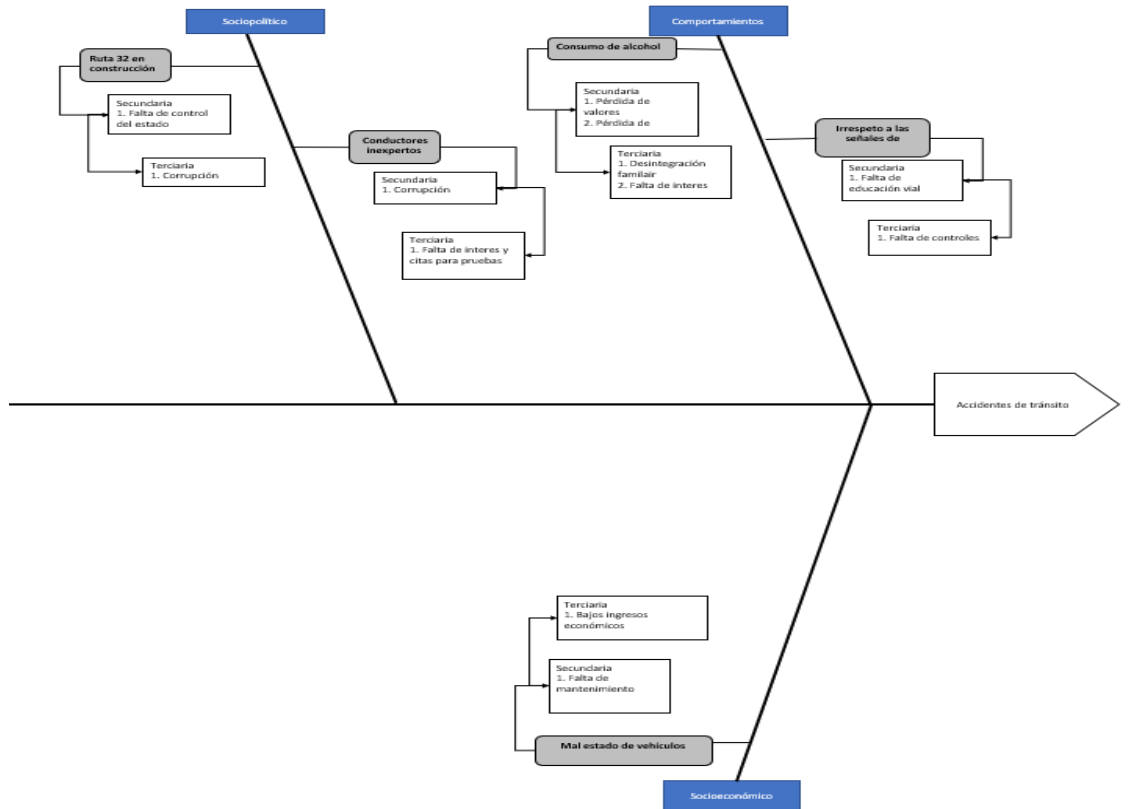 Sociopolítico
Comportamientos
Ruta 32 en
construcción
Secundaria
1. Falta de control
del estado
Terciaria
1. Corrupción
Conductores
inexpertos
Secundaria
1. Corrupción
Terciaria
1. Falta de interes y
citas para pruebas
Consumo de alcohol
Secundaria
1. Pérdida de
valores
2. Pérdida de
Terciaria
1. Desintegración
familair
2. Falta de interes
Irrespeto a las
señales de
Secundaria
1. Falta de
educación vial
Terciaria
1. Falta de controles
Accidentes de tránsito
Terciaria
1. Bajos ingresos
económicos
Secundaria
1. Falta de
mantenimiento
Mal estado de vehículos
Socioeconómico